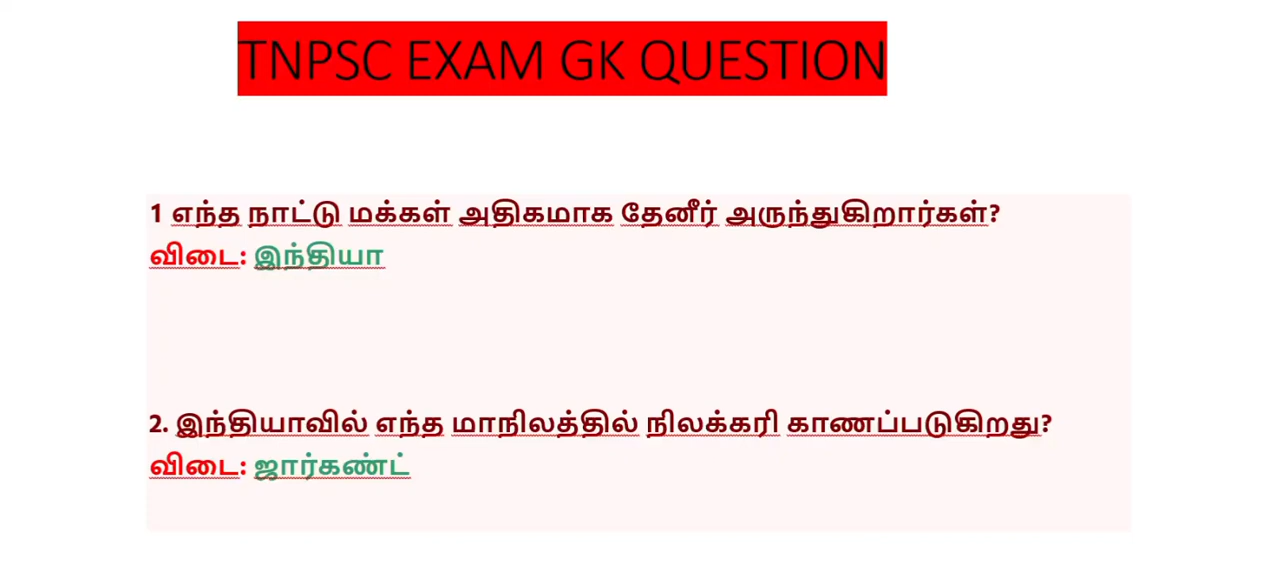 TNPSC EXAM GK QUESTION
1 எந்த நாட்டு மக்கள் அதிகமாக தேனீர் அருந்துகிறார்கள்?
விடை: இந்தியா
2. இந்தியாவில் எந்த மாநிலத்தில் நிலக்கரி காணப்படுகிறது?
விடை: ஜார்கண்ட்